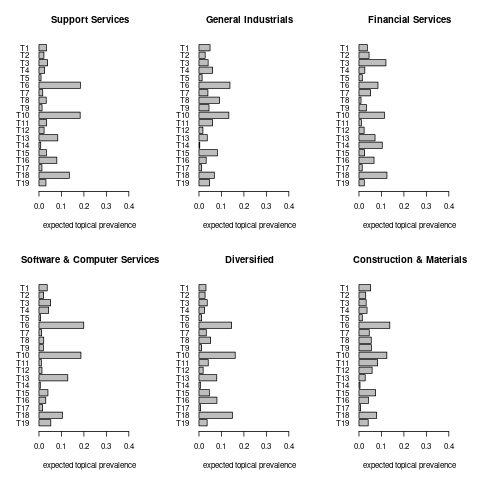 Support Services
T1
T2
T3
T4
T5
T6
T7
T8
T9
T10
T11
T12
T13
T14
T15
T16
T17
T18
T19
0.0 0.1 0.2 0.3 0.4
expected topical prevalence
General Industrials
T1
T2
T3
T4
T5
T6
T7
T8
T9
T10
T11
T12
T13
T14
T15
T16
T17
T18
T19
0.0 0.1 0.2 0.3 0.4
expected topical prevalence
Financial Services
T1
T2
T3
T4
T5
T6
T7
T8
T9
T10
T11
T12
T13
T14
T15
T16
T17
T18
T19
0.0 0.1 0.2 0.3 0.4
expected topical prevalence
Software & Computer Services
T1
T2
T3
T4
T5
T6
T7
T8
T9
T10
T11
T12
T13
T14
T15
T16
T17
T18
T19
0.0 0.1 0.2 0.3 0.4
expected topical prevalence
Diversified
T1
T2
T3
T4
T5
T6
T7
T8
T9
T10
T11
T12
T13
T14
T15
T16
T17
T18
T19
0.0 0.1 0.2 0.3 0.4
expected topical prevalence
Construction & Materials
T1
T2
T3
T4
T5
T6
T7
T8
T9
T10
T11
T12
T13
T14
T15
T16
T17
T18
T19
0.0 0.1 0.2 0.3 0.4
expected topical prevalence